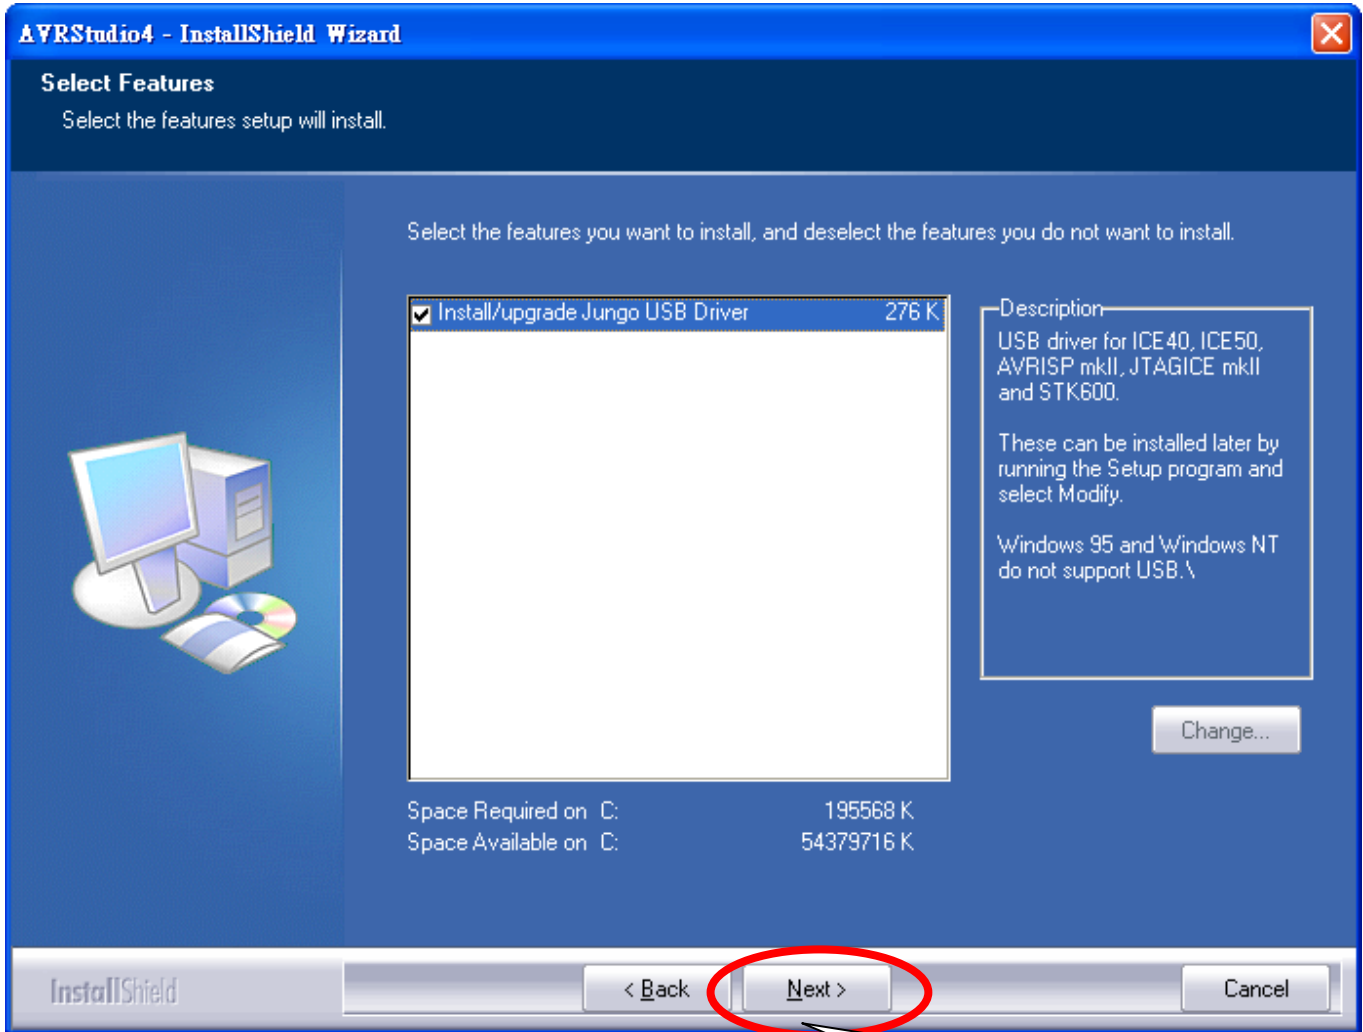 AVRStudio4 - InstallShield Wizard
Select Features
Select the features setup will install.
Select the features you want to install, and deselect the features you do not want to install.
Install/upgrade Jungo USB Driver 276 K
Description
USB driver for ICE40, ICE50,
AVRISP mkII, JTAGICE mkII
and STK600.
These can be installed later by
running the Setup program and
select Modify.
Windows 95 and Windows NT
do not support USB.\
Change...
Space Required on C: 195568 K
Space Available on C: 54379716 K
InstallShield
< Back
Next >
Cancel